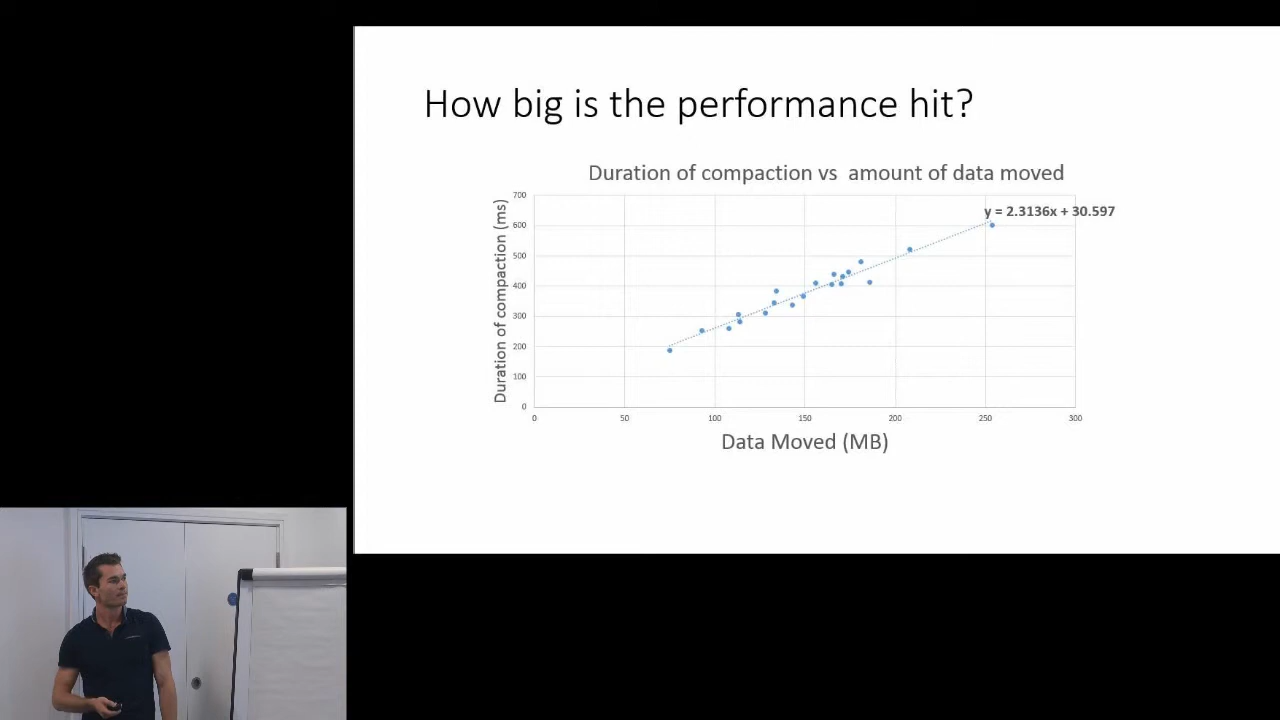 How big is the performance hit?
Duration of compaction vs amount of data moved
y = 2.3136x + 30.597
Duration of compaction (ms)
700
600
500
400
300
200
100
0
0 50 100 150 200 250 300
Data Moved (MB)